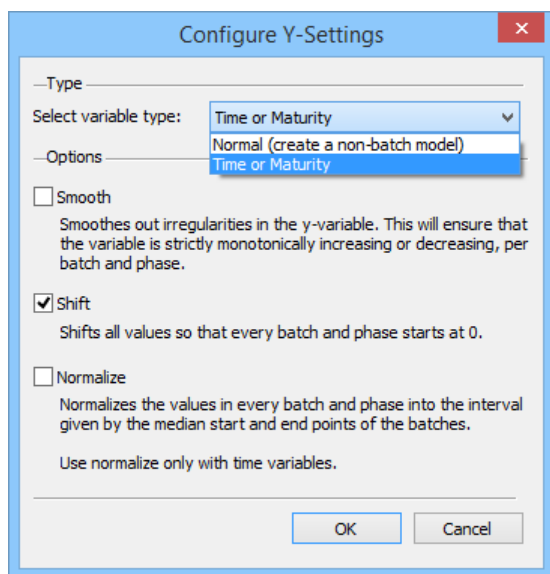 Configure Y-Settings
Type
Select variable type:
Time or Maturity
Normal (create a non-batch model)
Options
Time or Maturity
Smooth
Smoothes out irregularities in the y-variable. This will ensure that
the variable is strictly monotonically increasing or decreasing, per
batch and phase.
Shift
Shifts all values so that every batch and phase starts at 0.
Normalize
Normalizes the values in every batch and phase into the interval
given by the median start and end points of the batches.
Use normalize only with time variables.
OK
Cancel